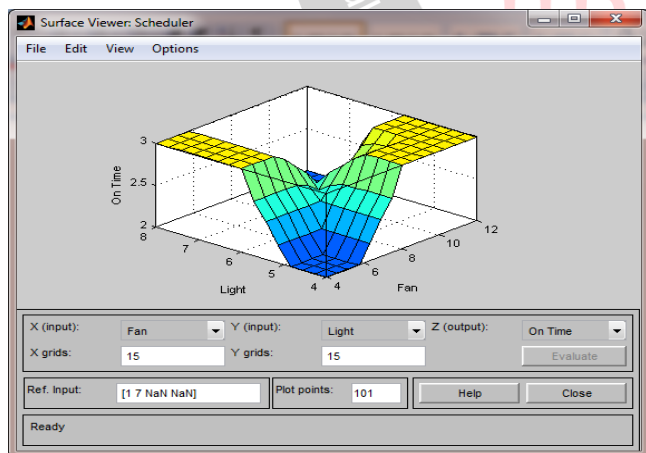 Surface Viewer: Scheduler
File Edit View Options
3
2.5
2
On Time
8
7
6
5
4
Light
4
6
8
10
12
Fan
X (input): Fan Y (input): Light Z (output): On Time
X grids: 15 Y grids: 15 Evaluate
Ref. Input: [1 7 NaN NaN] Plot points: 101 Help Close
Ready